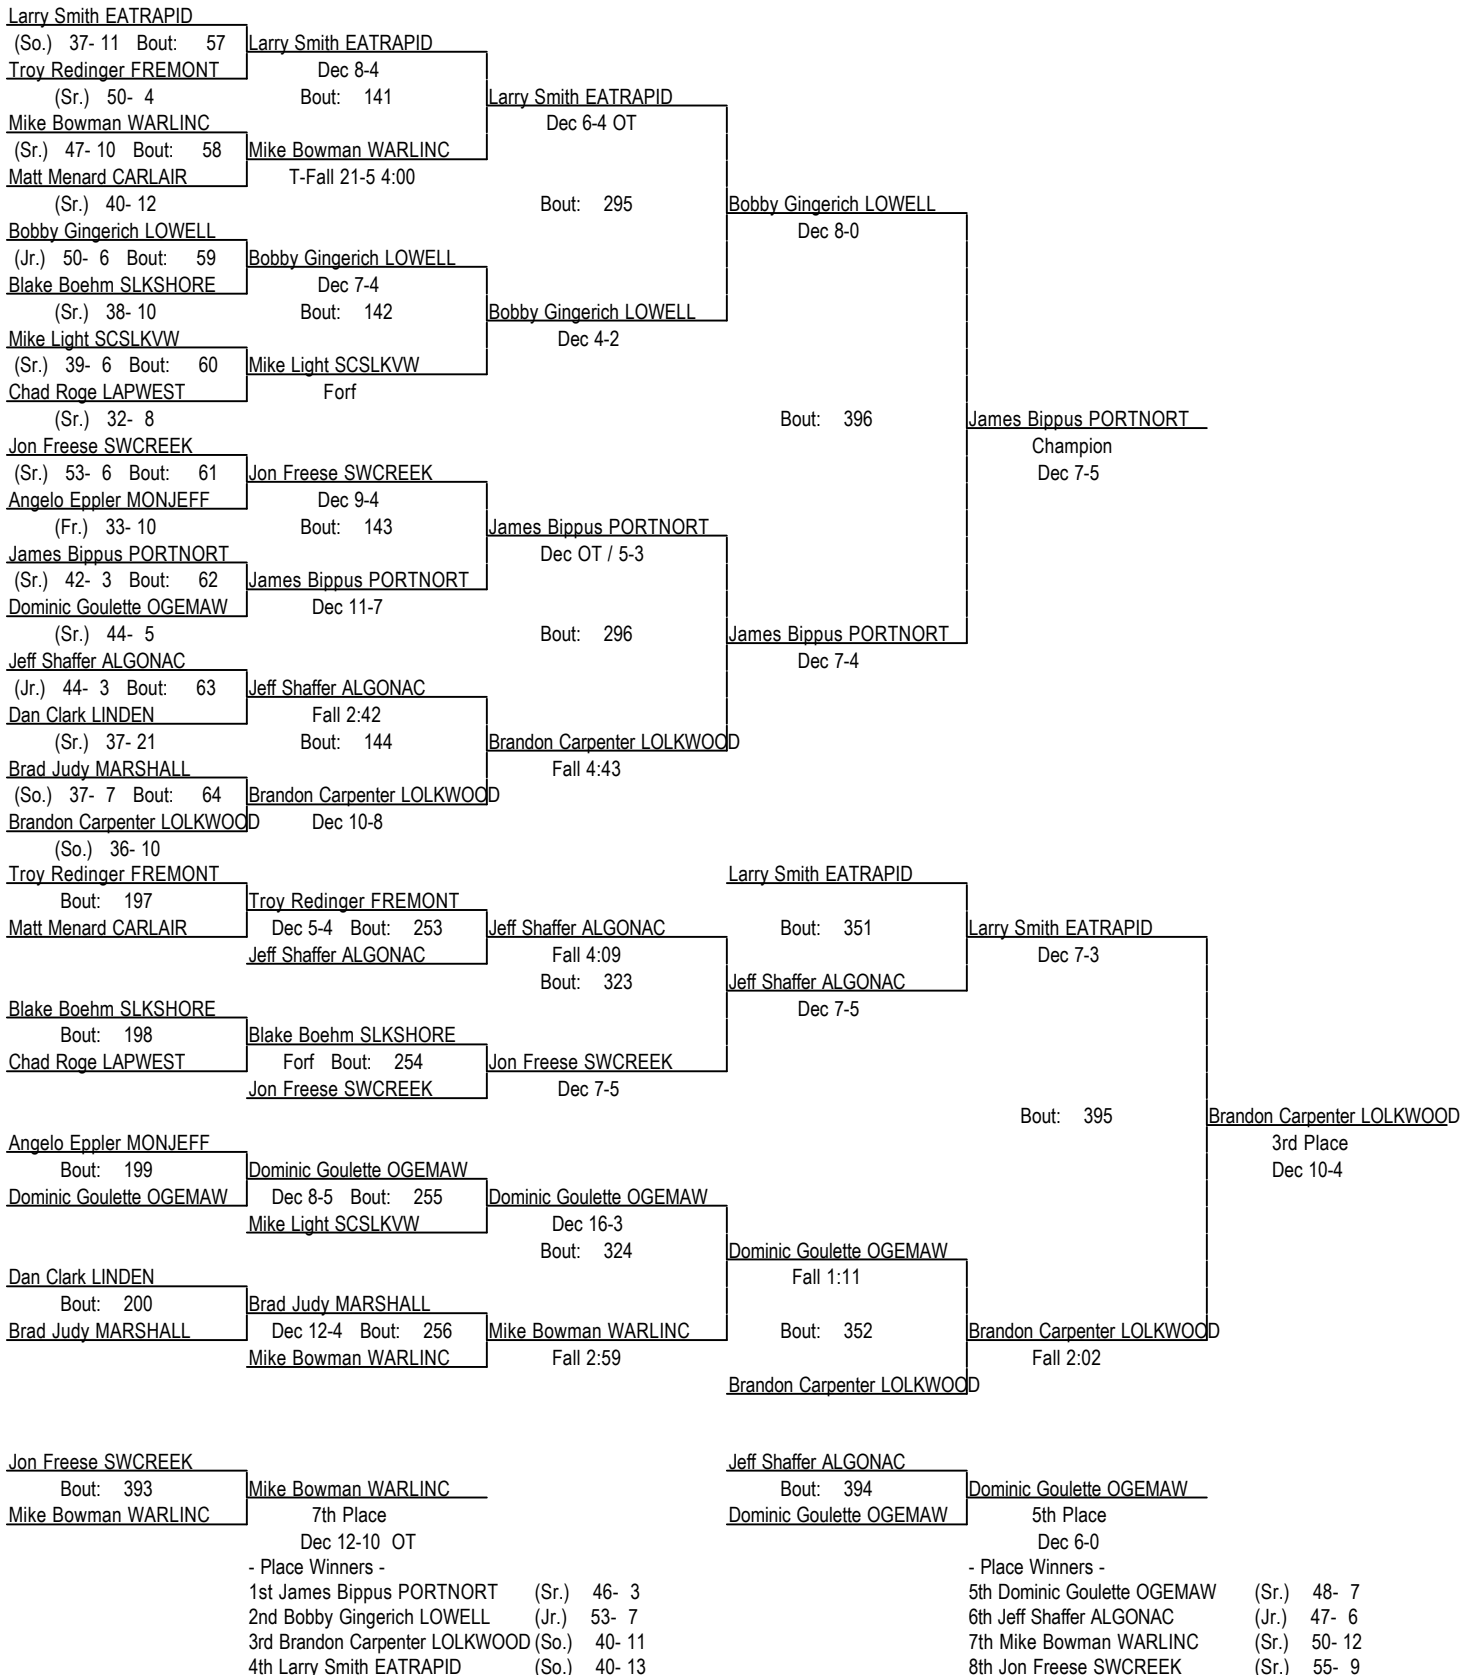 Larry Smith EATRAPID
(So.) 37- 11 Bout: 57 Larry Smith EATRAPID
Troy Redinger FREMONT Dec 8-4
(Sr.) 50- 4 Bout: 141 Larry Smith EATRAPID
Mike Bowman WARLINC Dec 6-4 OT
(Sr.) 47- 10 Bout: 58 Mike Bowman WARLINC
Matt Menard CARLAIR T-Fall 21-5 4:00
(Sr.) 40- 12 Bout: 295 Bobby Gingerich LOWELL
Bobby Gingerich LOWELL Dec 8-0
(Jr.) 50- 6 Bout: 59 Bobby Gingerich LOWELL
Blake Boehm SLKSHORE Dec 7-4
(Sr.) 38- 10 Bout: 142 Bobby Gingerich LOWELL
Mike Light SCSLKVW Dec 4-2
(Sr.) 39- 6 Bout: 60 Mike Light SCSLKVW
Chad Roge LAPWEST Forf
(Sr.) 32- 8 Bout: 396 James Bippus PORTNORT
Jon Freese SWCREEK Champion
(Sr.) 53- 6 Bout: 61 Jon Freese SWCREEK Dec 7-5
Angelo Eppler MONJEFF Dec 9-4
(Fr.) 33- 10 Bout: 143 James Bippus PORTNORT
James Bippus PORTNORT Dec OT / 5-3
(Sr.) 42- 3 Bout: 62 James Bippus PORTNORT
Dominic Goulette OGEMAW Dec 11-7
(Sr.) 44- 5 Bout: 296 James Bippus PORTNORT
Jeff Shaffer ALGONAC Dec 7-4
(Jr.) 44- 3 Bout: 63 Jeff Shaffer ALGONAC
Dan Clark LINDEN Fall 2:42
(Sr.) 37- 21 Bout: 144 Brandon Carpenter LOLKWOOD
Brad Judy MARSHALL Fall 4:43
(So.) 37- 7 Bout: 64 Brandon Carpenter LOLKWOOD
Brandon Carpenter LOLKWOOD Dec 10-8
(So.) 36- 10
Troy Redinger FREMONT Larry Smith EATRAPID
Bout: 197 Troy Redinger FREMONT
Matt Menard CARLAIR Dec 5-4 Bout: 253 Jeff Shaffer ALGONAC Bout: 351 Larry Smith EATRAPID
Jeff Shaffer ALGONAC Fall 4:09 Dec 7-3
Bout: 323 Jeff Shaffer ALGONAC
Blake Boehm SLKSHORE Dec 7-5
Bout: 198 Blake Boehm SLKSHORE
Chad Roge LAPWEST Forf Bout: 254 Jon Freese SWCREEK
Jon Freese SWCREEK Dec 7-5
Bout: 395 Brandon Carpenter LOLKWOOD
Angelo Eppler MONJEFF 3rd Place
Bout: 199 Dominic Goulette OGEMAW Dec 10-4
Dominic Goulette OGEMAW Dec 8-5 Bout: 255 Dominic Goulette OGEMAW
Mike Light SCSLKVW Dec 16-3
Bout: 324 Dominic Goulette OGEMAW
Dan Clark LINDEN Fall 1:11
Bout: 200 Brad Judy MARSHALL
Brad Judy MARSHALL Dec 12-4 Bout: 256 Mike Bowman WARLINC Bout: 352 Brandon Carpenter LOLKWOOD
Mike Bowman WARLINC Fall 2:59 Fall 2:02
Brandon Carpenter LOLKWOOD
Jon Freese SWCREEK Jeff Shaffer ALGONAC
Bout: 393 Mike Bowman WARLINC Bout: 394 Dominic Goulette OGEMAW
Mike Bowman WARLINC 7th Place Dominic Goulette OGEMAW 5th Place
Dec 12-10 OT Dec 6-0
- Place Winners - - Place Winners -
1st James Bippus PORTNORT (Sr.) 46- 3 5th Dominic Goulette OGEMAW (Sr.) 48- 7
2nd Bobby Gingerich LOWELL (Jr.) 53- 7 6th Jeff Shaffer ALGONAC (Jr.) 47- 6
3rd Brandon Carpenter LOLKWOOD (So.) 40- 11 7th Mike Bowman WARLINC (Sr.) 50- 12
4th Larry Smith EATRAPID (So.) 40- 13 8th Jon Freese SWCREEK (Sr.) 55- 9